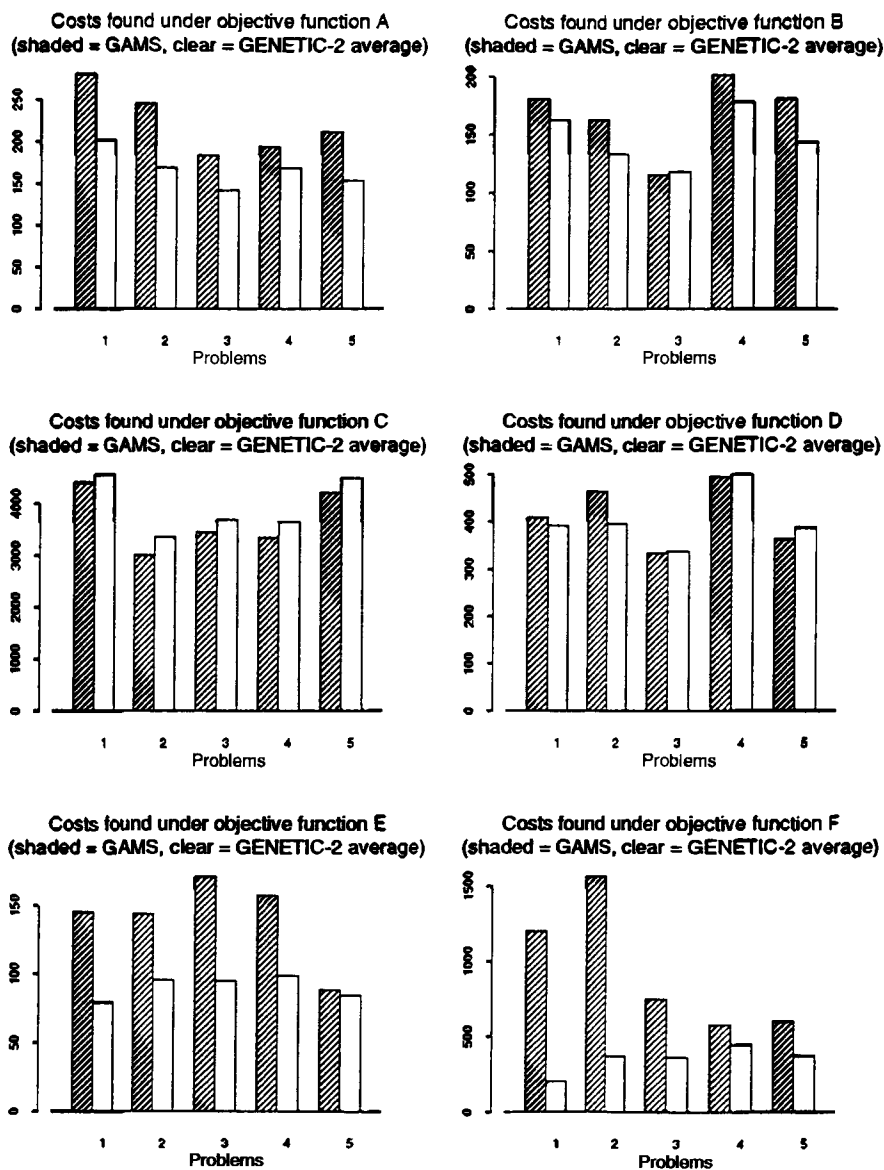 Costs found under objective function A
(shaded = GAMS, clear = GENETIC-2 average)
250
200
150
100
50
0
1 2 3 4 5
Problems
Costs found under objective function B
(shaded = GAMS, clear = GENETIC-2 average)
200
150
100
50
0
1 2 3 4 5
Problems
Costs found under objective function C
(shaded = GAMS, clear = GENETIC-2 average)
4000
3000
2000
1000
0
1 2 3 4 5
Problems
Costs found under objective function D
(shaded = GAMS, clear = GENETIC-2 average)
500
400
300
200
100
0
1 2 3 4 5
Problems
Costs found under objective function E
(shaded = GAMS, clear = GENETIC-2 average)
150
100
50
0
1 2 3 4 5
Problems
Costs found under objective function F
(shaded = GAMS, clear = GENETIC-2 average)
1500
1000
500
0
1 2 3 4 5
Problems